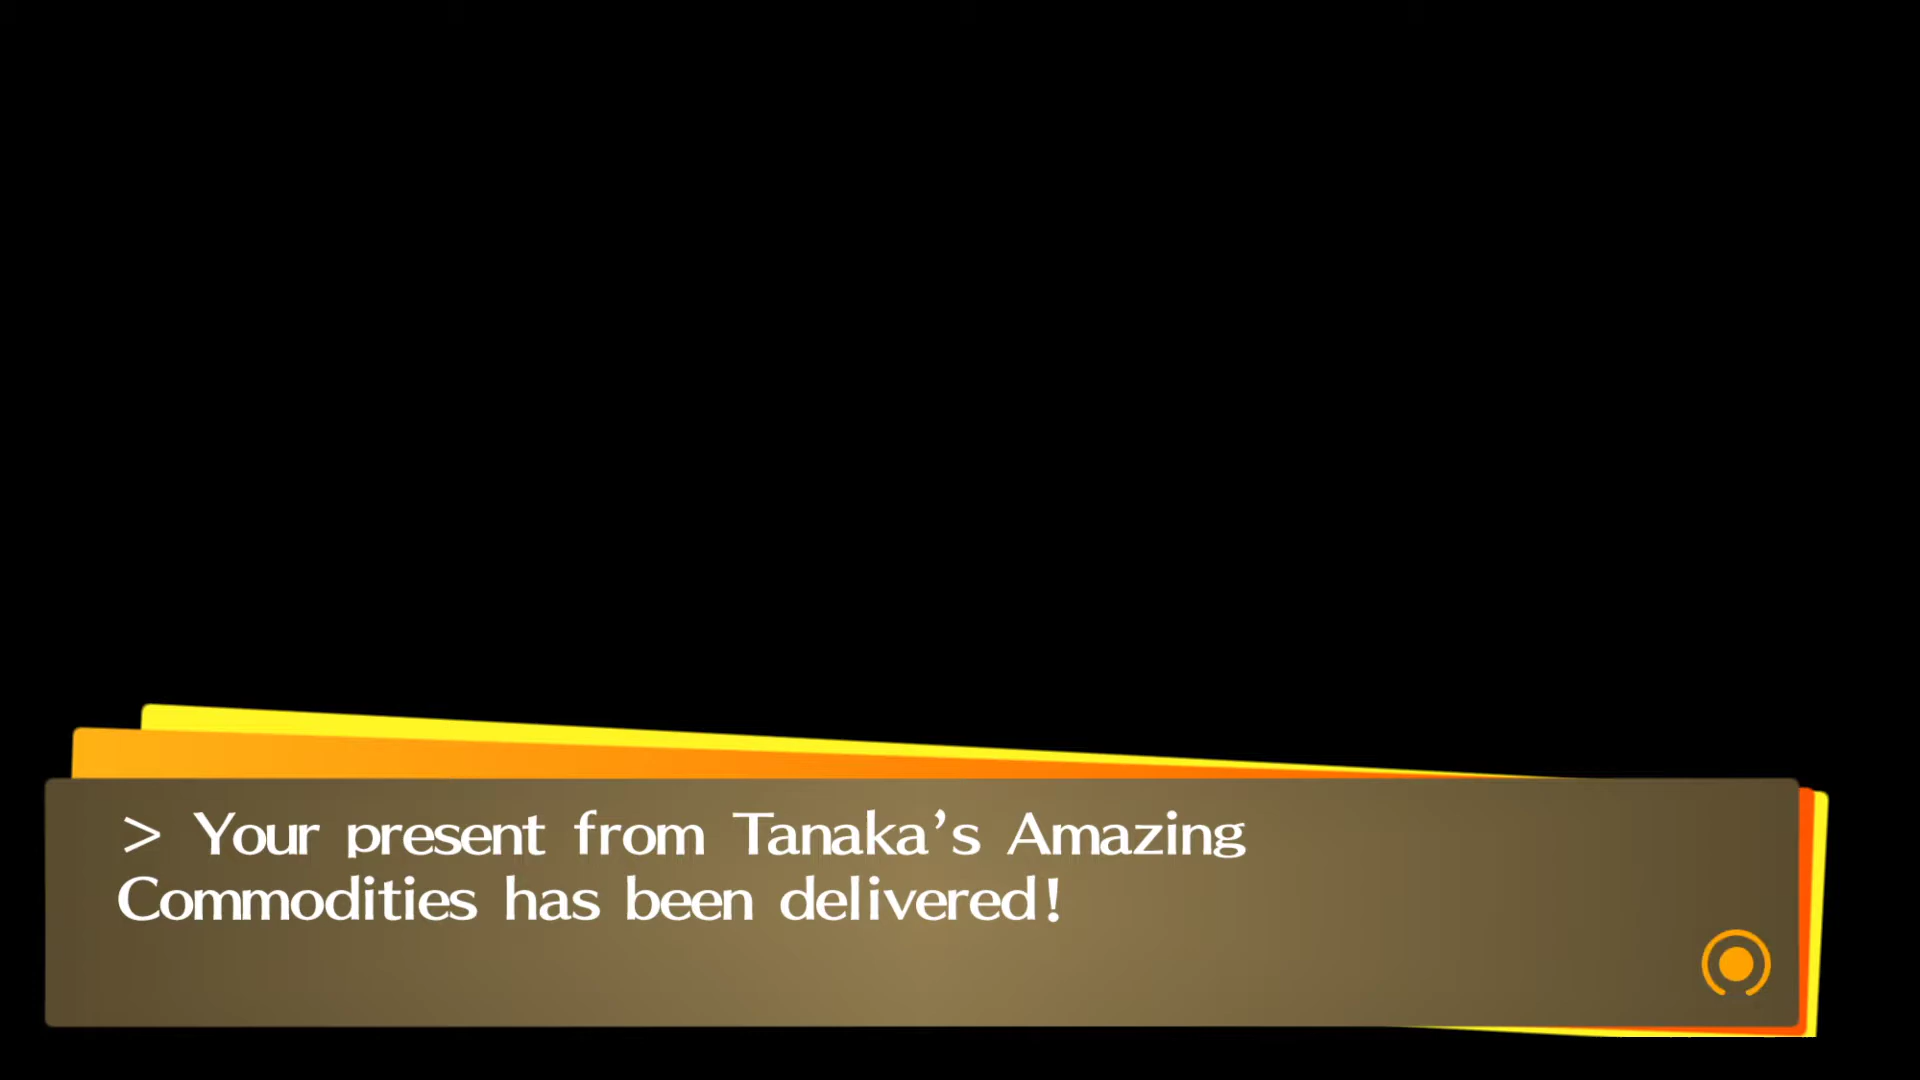 > Your present from Tanaka’s Amazing
Commodities has been delivered!